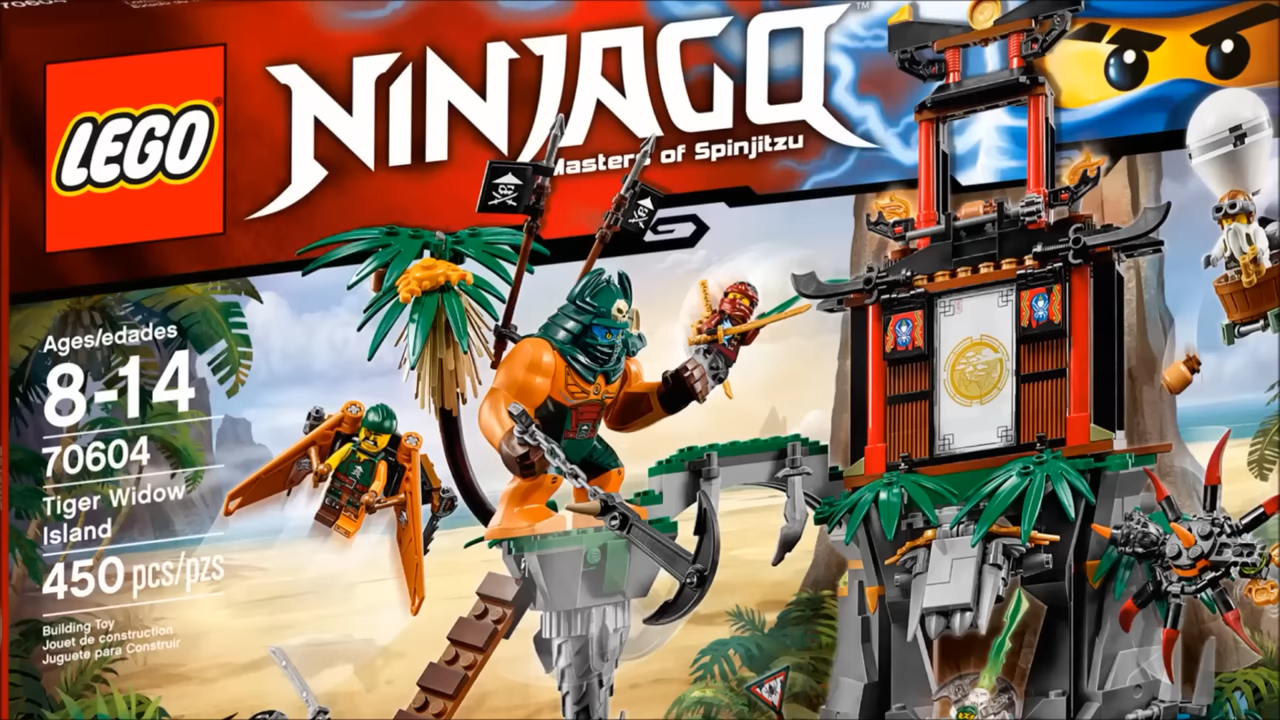 LEGO
NINJAGO
Masters of Spinjitzu
Ages/edades
8-14
70604
Tiger Widow
Island
450 pcs/pzs
Building Toy
Jouet de construction
Juguete para Construir